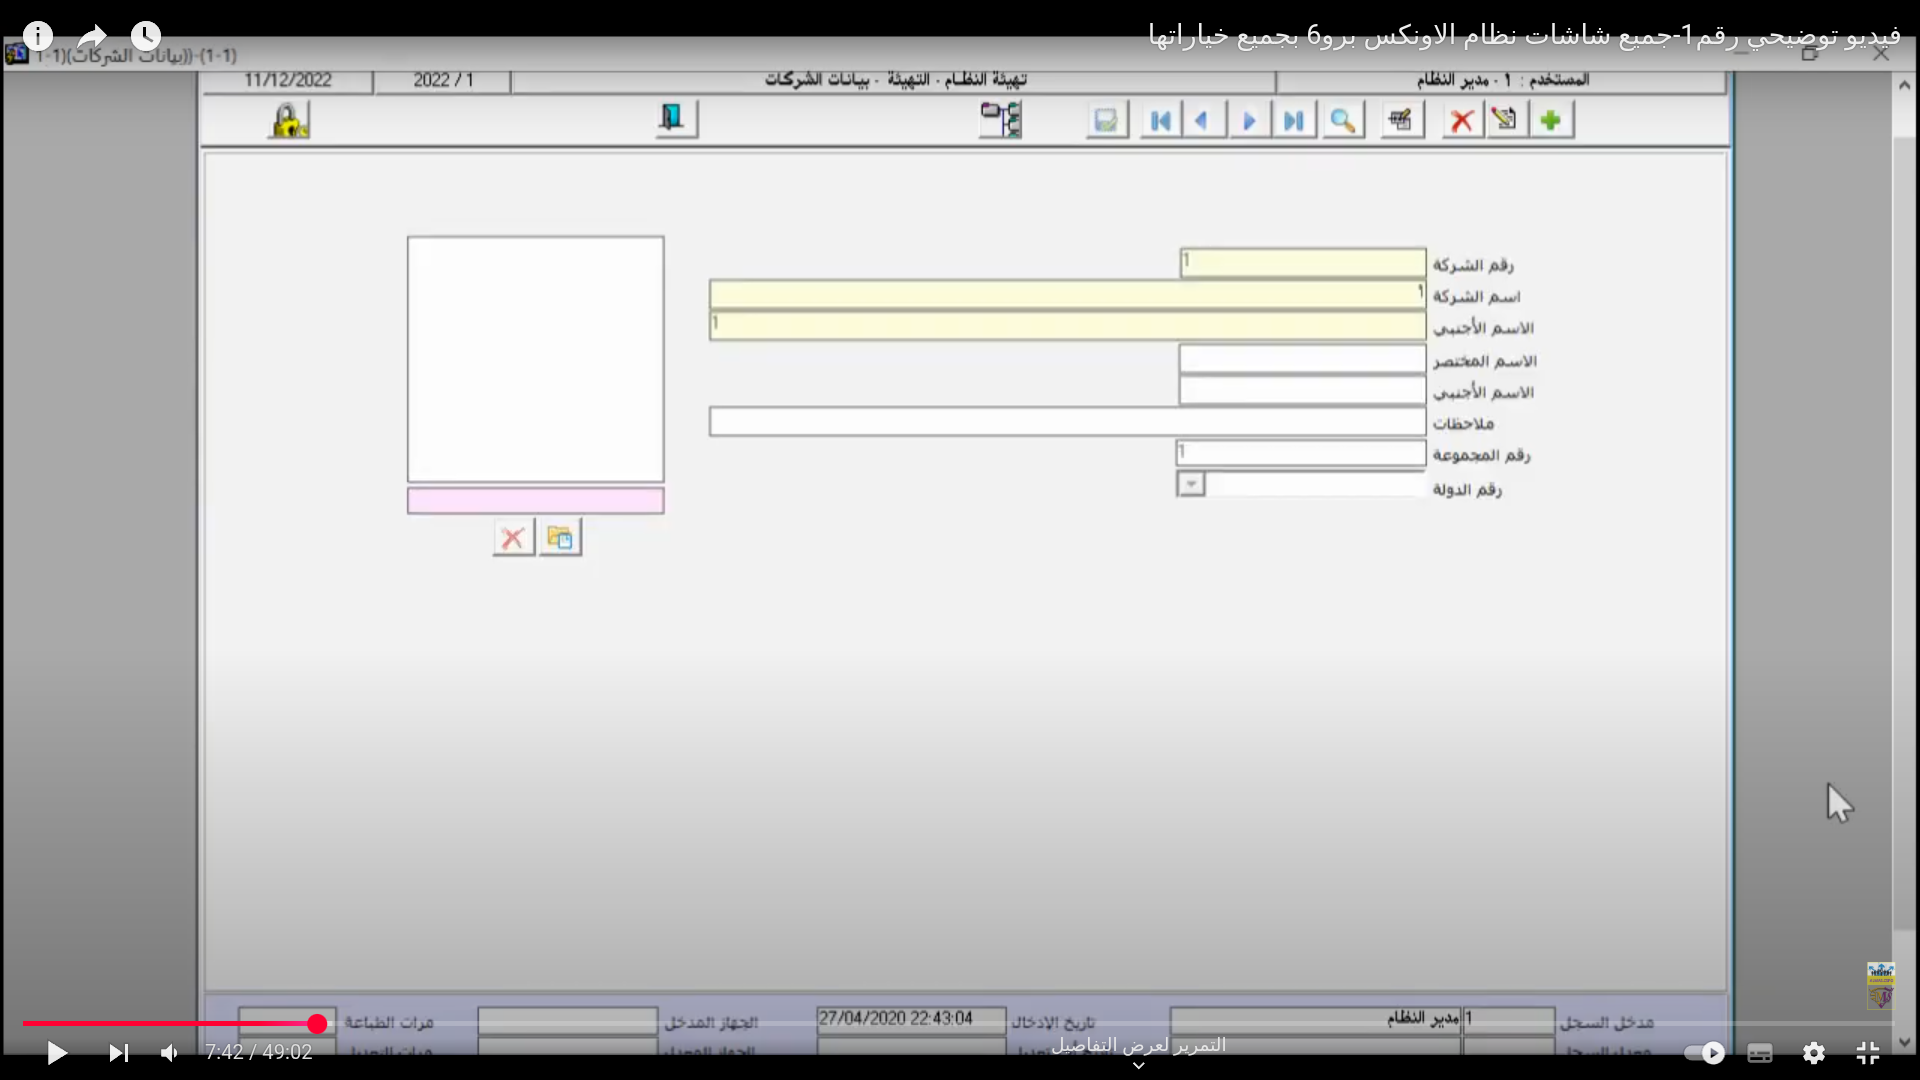 فيديو توضيحي رقم1-جميع شاشات نظام الاونكس برو6 بجميع خياراتها
(1-1)-((بيانات الشركات)(1-1
المستخدم : ١ - مدير النظام
تهيئة النظام - التهيئة - بيانات الشركات
2022 / 1
11/12/2022
رقم الشركة
1
اسم الشركة
١
الاسم الأجنبي
1
الاسم المختصر
الاسم الأجنبي
ملاحظات
رقم المجموعة
1
رقم الدولة
مدخل السجل
1
مدير النظام
تاريخ الإدخال
27/04/2020 22:43:04
الجهاز المدخل
مرات الطباعة
التمرير لعرض التفاصيل
7:42 / 49:02